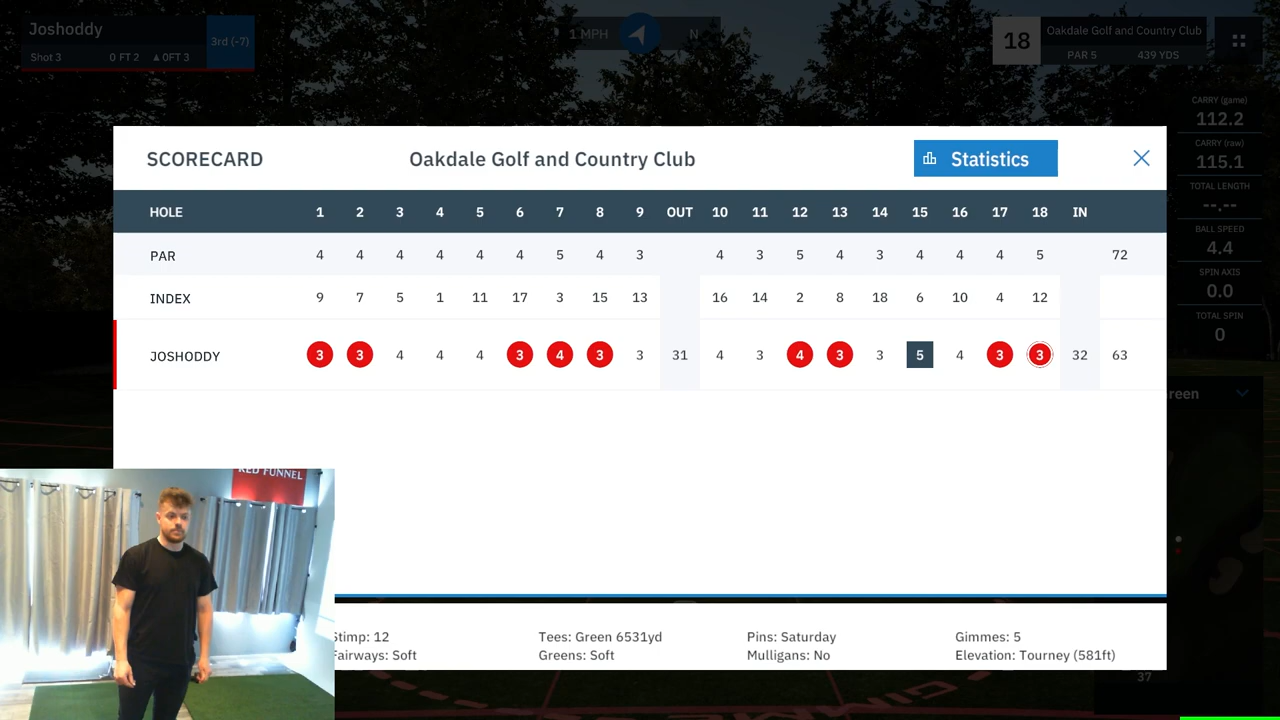 Joshoddy
3rd (-7)
Shot 3 0 FT 2 ▲0FT 3
1 MPH N
18
Oakdale Golf and Country Club
PAR 5 439 YDS
CARRY (game)
112.2
CARRY (raw)
115.1
TOTAL LENGTH
--.--
BALL SPEED
4.4
SPIN AXIS
0.0
TOTAL SPIN
0
SCORECARD Oakdale Golf and Country Club Statistics
HOLE 1 2 3 4 5 6 7 8 9 OUT 10 11 12 13 14 15 16 17 18 IN
PAR 4 4 4 4 4 4 5 4 3 4 3 5 4 3 4 4 4 5 72
INDEX 9 7 5 1 11 17 3 15 13 16 14 2 8 18 6 10 4 12
JOSHODDY 3 3 4 4 4 3 4 3 3 31 4 3 4 3 3 5 4 3 3 32 63
RED FUNNEL
Stimp: 12 Tees: Green 6531yd Pins: Saturday Gimmes: 5
Fairways: Soft Greens: Soft Mulligans: No Elevation: Tourney (581ft)
37